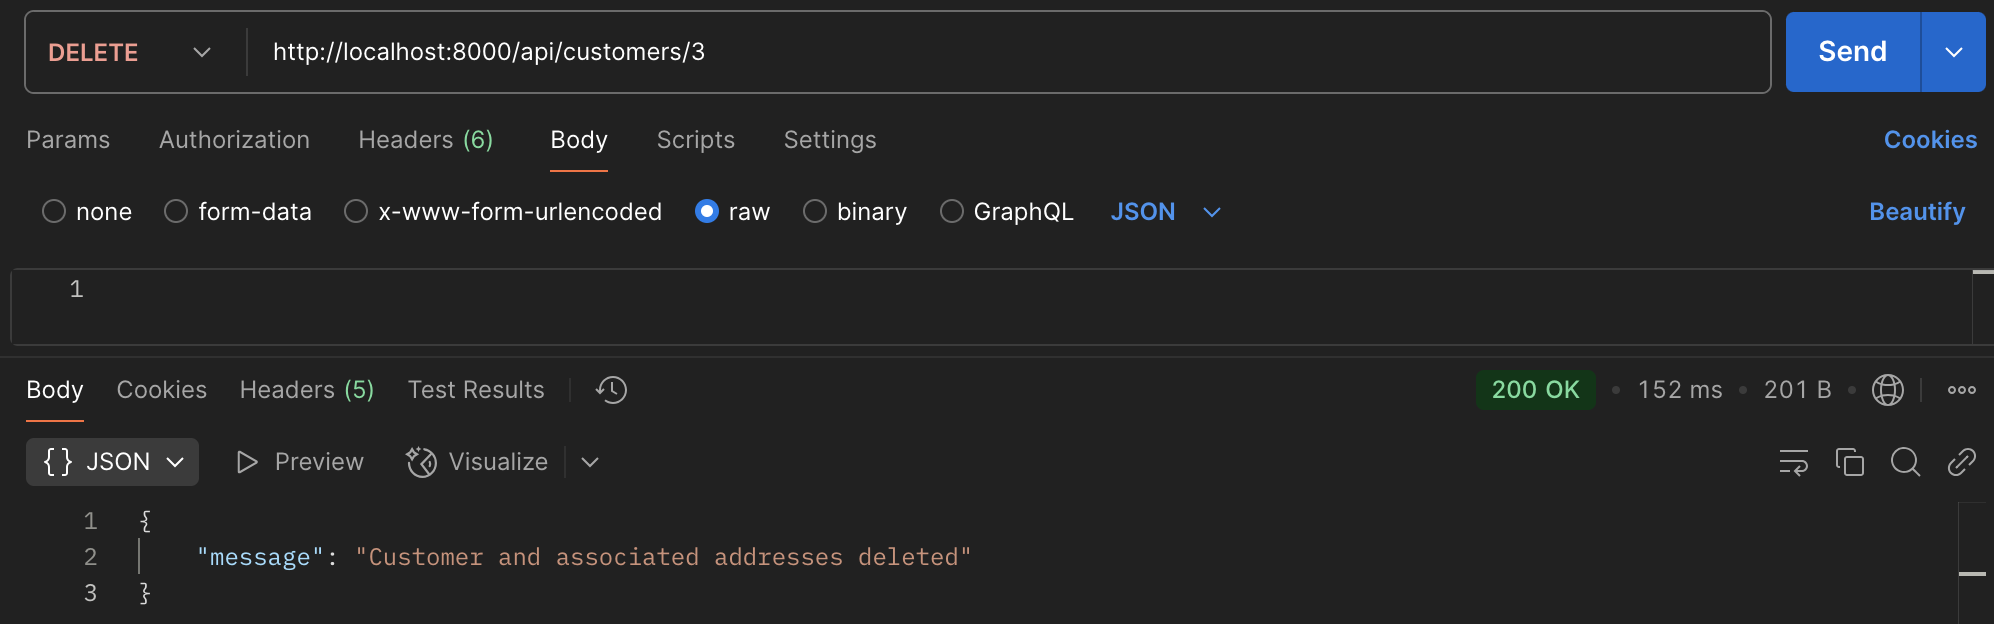 DELETE http://localhost:8000/api/customers/3 Send
Params Authorization Headers (6) Body Scripts Settings Cookies
none form-data x-www-form-urlencoded raw binary GraphQL JSON Beautify
1
Body Cookies Headers (5) Test Results 200 OK • 152 ms • 201 B •
{} JSON Preview Visualize
1 {
2 "message": "Customer and associated addresses deleted"
3 }